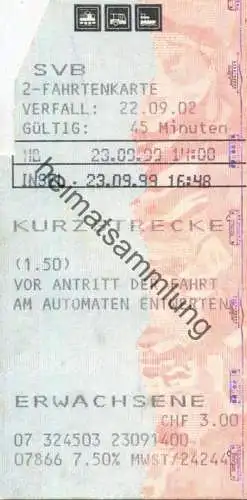 SVB
2-FAHRTENKARTE
VERFALL: 22.09.02
GÜLTIG: 45 Minuten
23.09.99 14:00
23.09.99 16:48
KURZSTRECKE
(1.50)
VOR ANTRITT DER FAHRT
AM AUTOMATEN ENTWERTEN
heimatsammlung
ERWACHSENE
CHF 3.00
07 324503 23091400
07866 7.50% MWST/24244